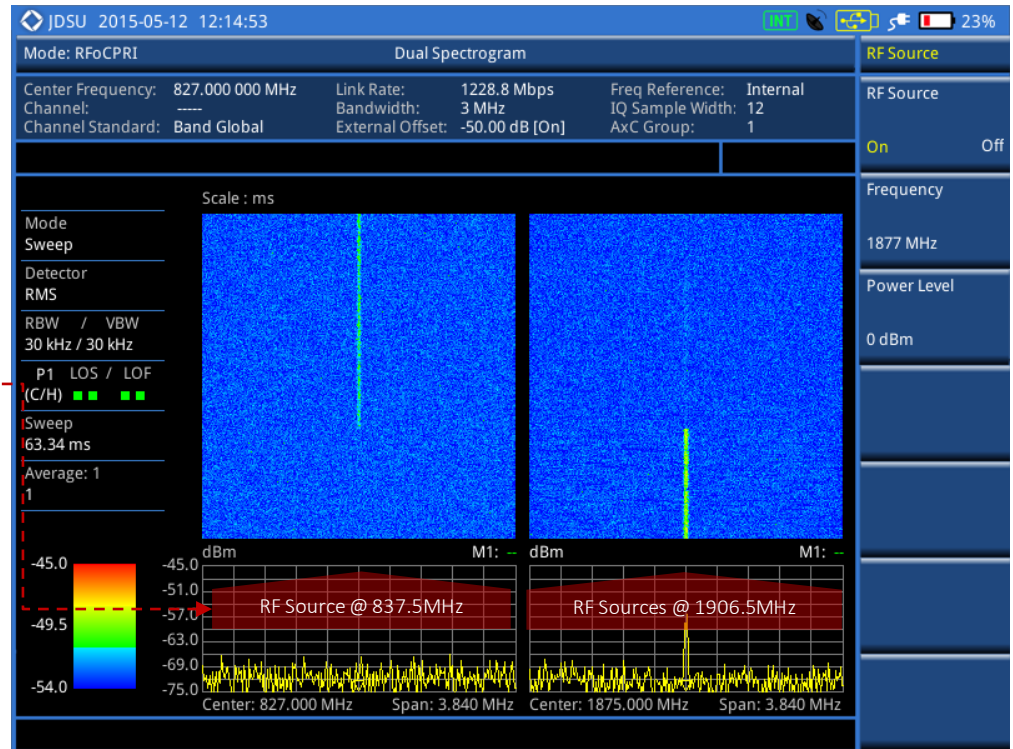 JDSU 2015-05-12 12:14:53 INT 23%
Mode: RFoCPRI Dual Spectrogram RF Source
Center Frequency: 827.000 000 MHz Link Rate: 1228.8 Mbps Freq Reference: Internal
Channel: ----- Bandwidth: 3 MHz IQ Sample Width: 12
Channel Standard: Band Global External Offset: -50.00 dB [On] AxC Group: 1
RF Source
On Off
Frequency
1877 MHz
Power Level
0 dBm
Scale : ms
Mode
Sweep
Detector
RMS
RBW / VBW
30 kHz / 30 kHz
P1 LOS / LOF
(C/H)
Sweep
63.34 ms
Average: 1
1
-45.0
-49.5
-54.0
dBm M1: -- dBm M1: --
-45.0
-51.0
-57.0
-63.0
-69.0
-75.0
RF Source @ 837.5MHz RF Sources @ 1906.5MHz
Center: 827.000 MHz Span: 3.840 MHz Center: 1875.000 MHz Span: 3.840 MHz